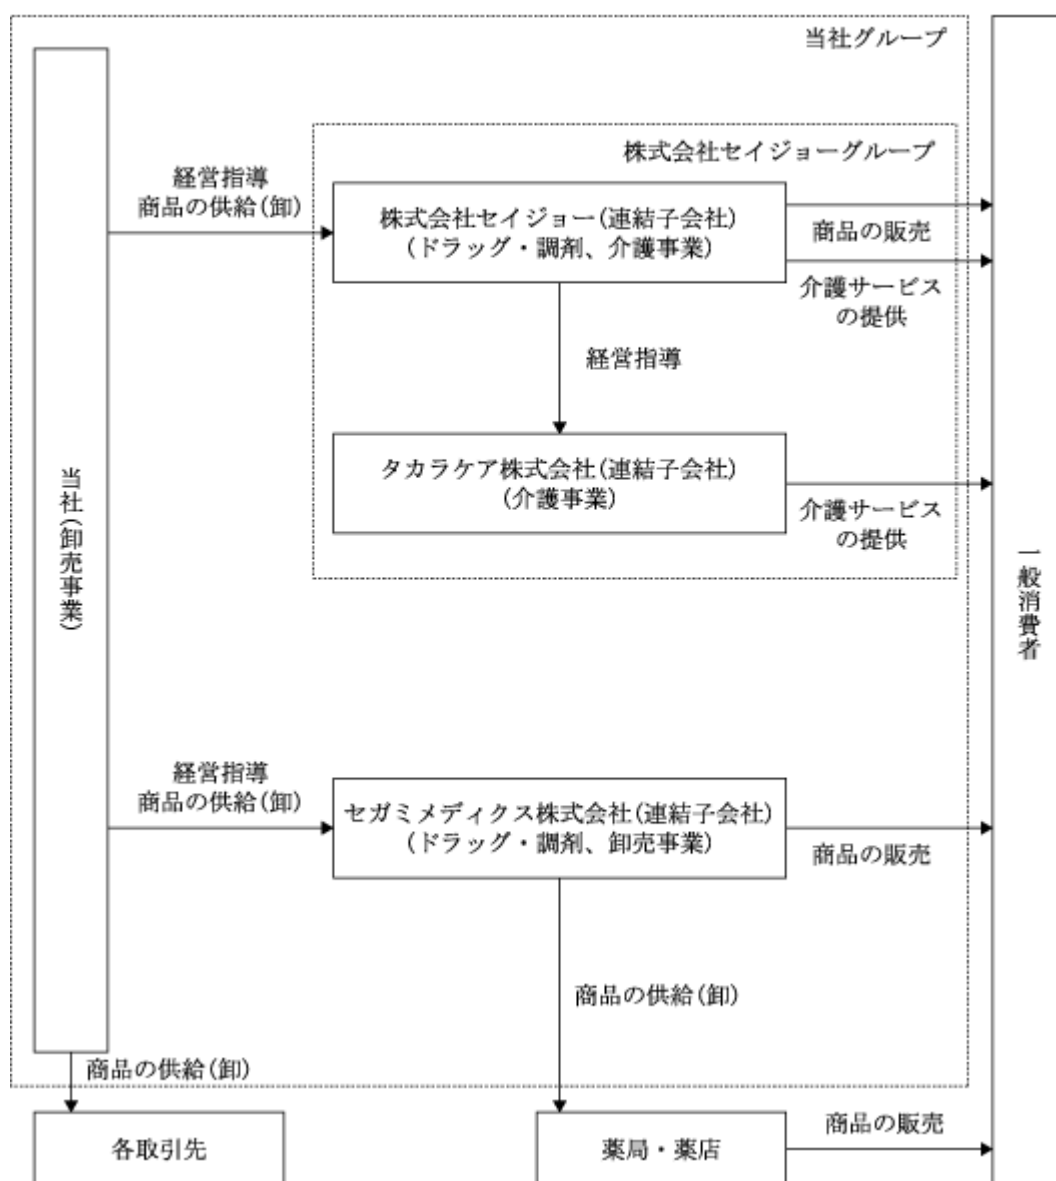 当社グループ
株式会社セイジョーグループ
経営指導
商品の供給(卸)
株式会社セイジョー(連結子会社)
(ドラッグ・調剤、介護事業)
商品の販売
介護サービス
の提供
経営指導
タカラケア株式会社(連結子会社)
(介護事業)
介護サービス
の提供
当社(卸売事業)
一般消費者
経営指導
商品の供給(卸)
セガミメディクス株式会社(連結子会社)
(ドラッグ・調剤、卸売事業)
商品の販売
商品の供給(卸)
商品の供給(卸)
各取引先
薬局・薬店
商品の販売